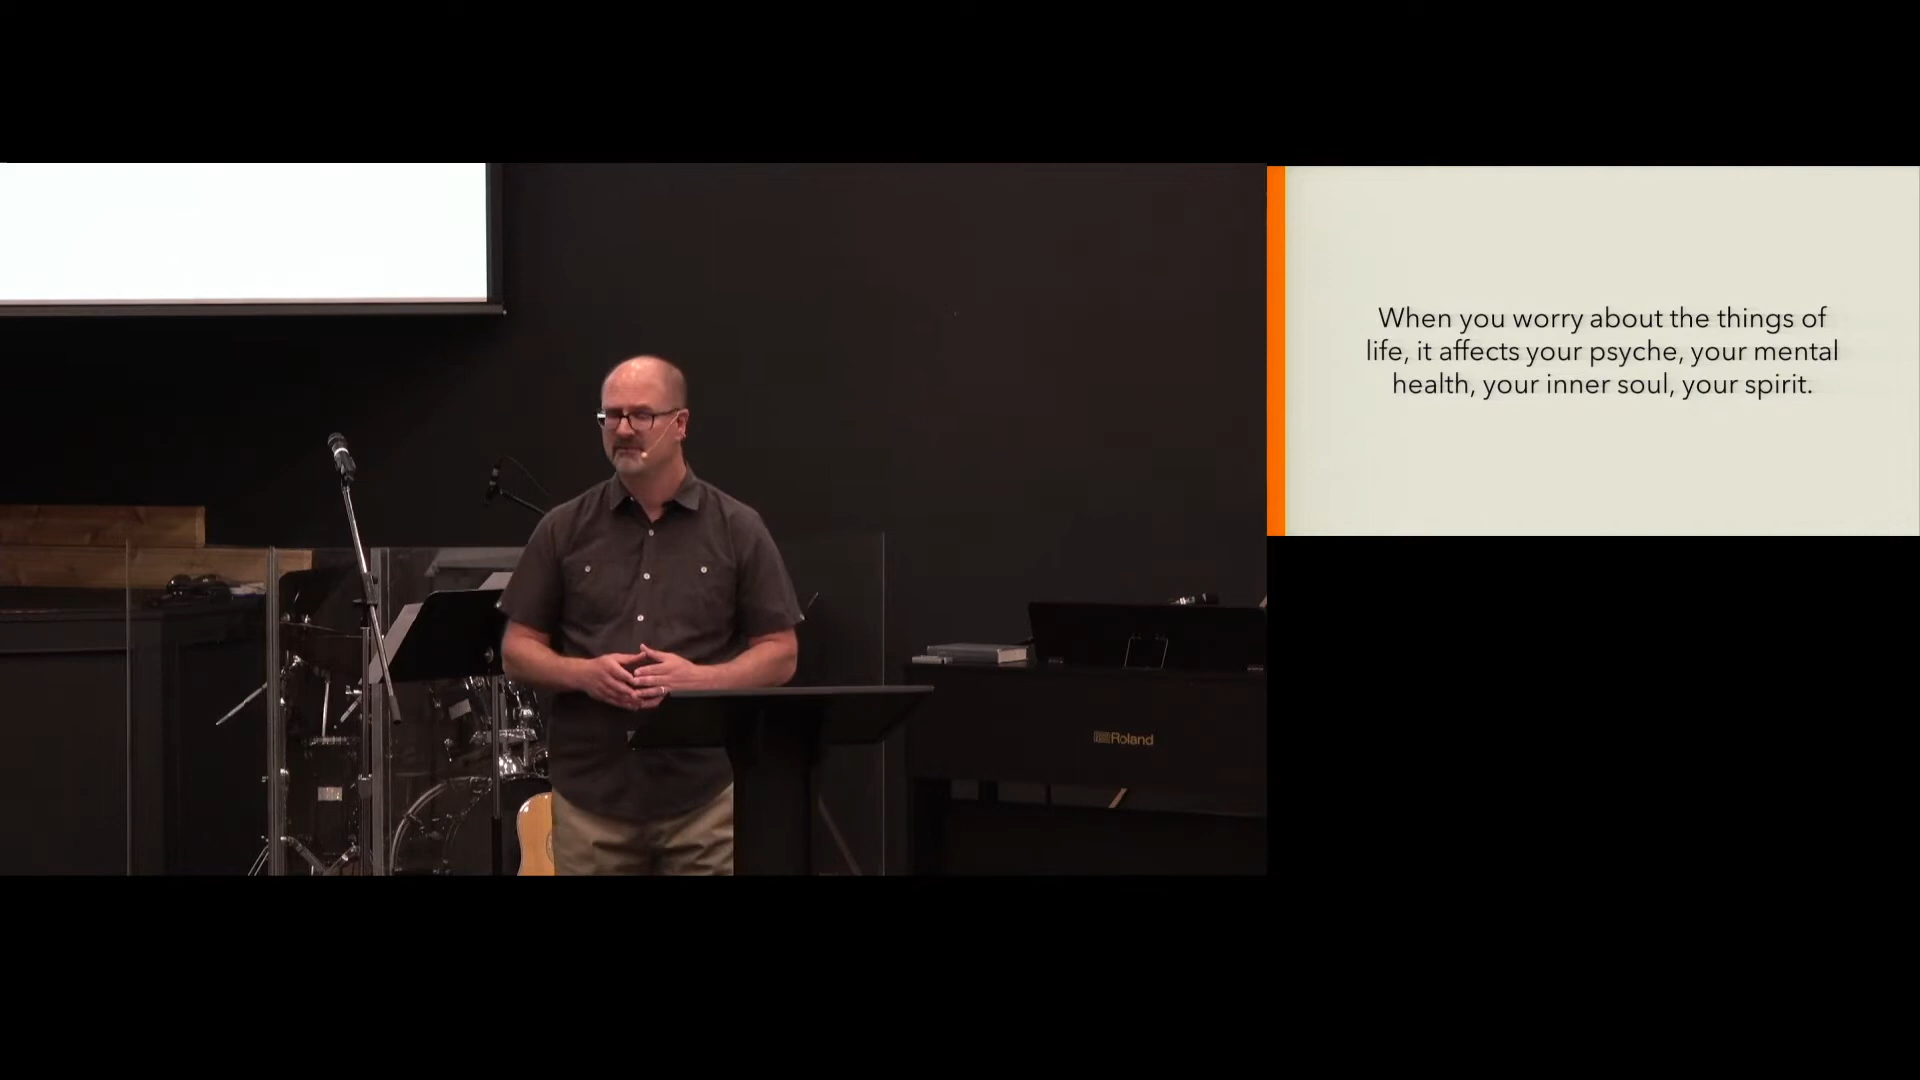 When you worry about the things of
life, it affects your psyche, your mental
health, your inner soul, your spirit.
Roland